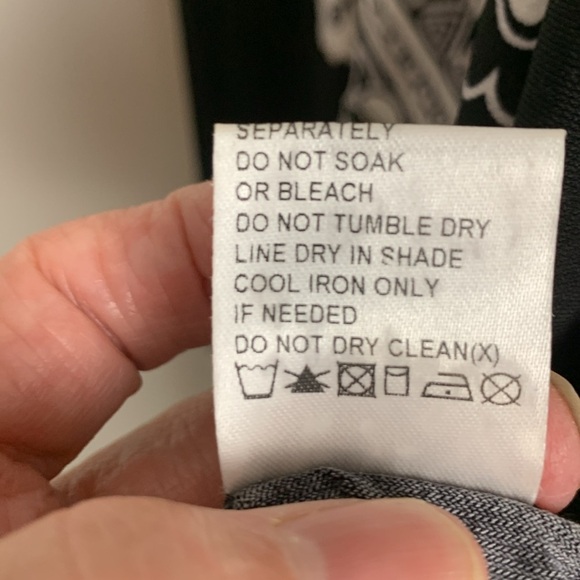 SEPARATELY
DO NOT SOAK
OR BLEACH
DO NOT TUMBLE DRY
LINE DRY IN SHADE
COOL IRON ONLY
IF NEEDED
DO NOT DRY CLEAN(X)